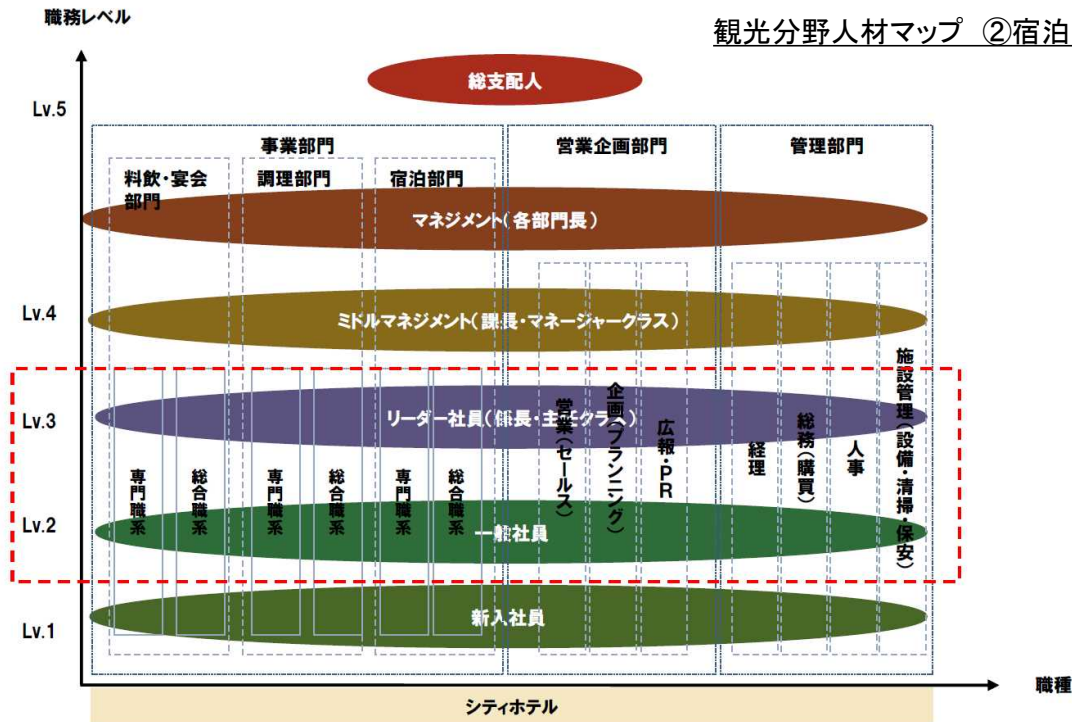 職務レベル
観光分野人材マップ ②宿泊
総支配人
Lv.5
事業部門
営業企画部門
管理部門
料飲・宴会
部門
調理部門
宿泊部門
マネジメント(各部門長)
Lv.4
ミドルマネジメント(課長・マネージャークラス)
Lv.3
リーダー社員(係長・主任クラス)
営業(セールス)
企画(プランニング)
広報・PR
経理
総務(購買)
人事
施設管理(設備・清掃・保安)
専門職系
総合職系
専門職系
総合職系
専門職系
総合職系
Lv.2
一般社員
Lv.1
新入社員
職種
シティホテル